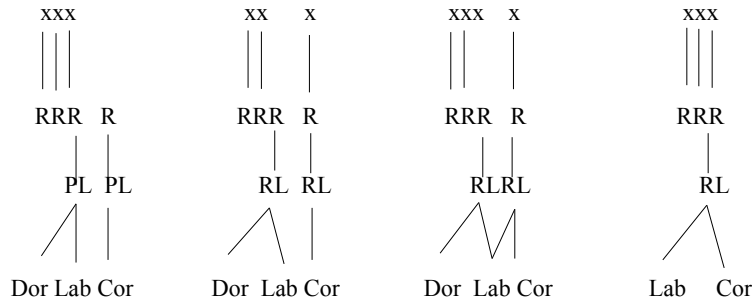 xxx xx x xxx x xxx
RRR R RRR R RRR R RRR
PL PL RL RL RLRL RL
Dor Lab Cor Dor Lab Cor Dor Lab Cor Lab Cor